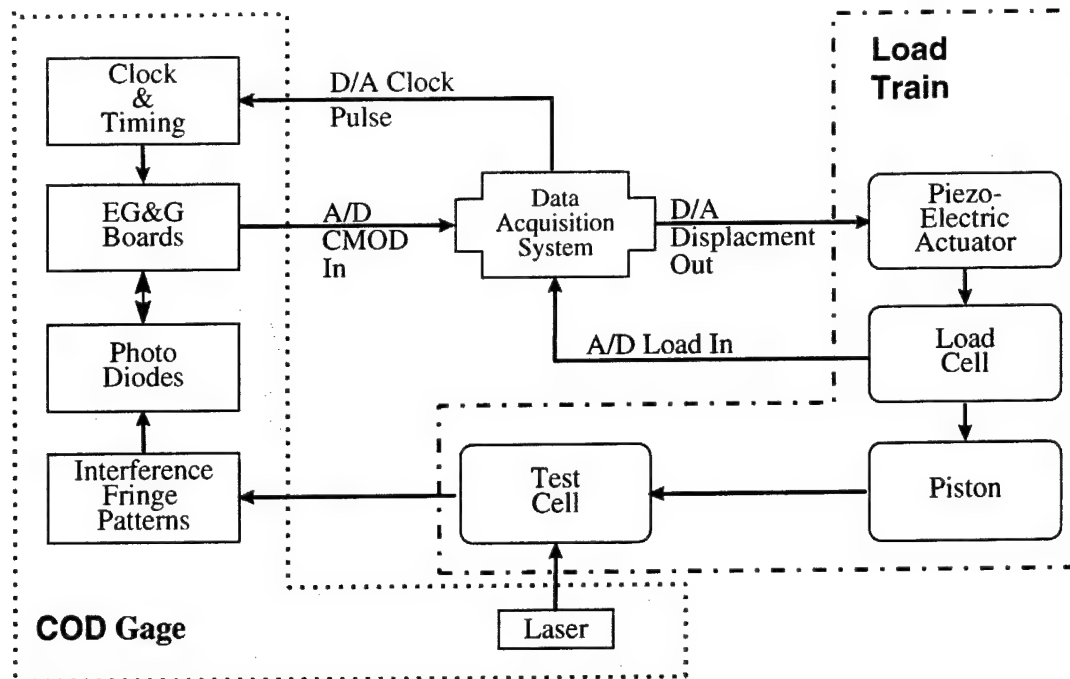 Clock
&
Timing
D/A Clock
Pulse
Load
Train
EG&G
Boards
A/D
CMOD
In
Data
Acquisition
System
D/A
Displacment
Out
Piezo-
Electric
Actuator
Photo
Diodes
A/D Load In
Load
Cell
Interference
Fringe
Patterns
Test
Cell
Piston
COD Gage
Laser